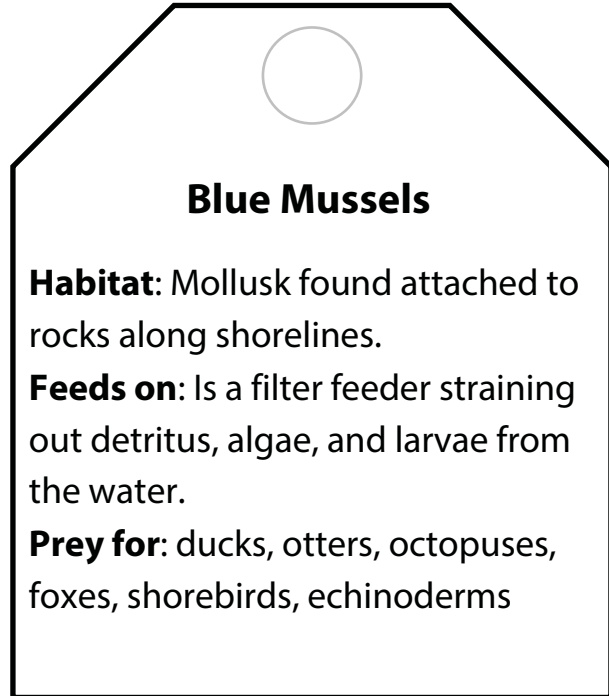 Blue Mussels
Habitat: Mollusk found attached to
rocks along shorelines.
Feeds on: Is a filter feeder straining
out detritus, algae, and larvae from
the water.
Prey for: ducks, otters, octopuses,
foxes, shorebirds, echinoderms